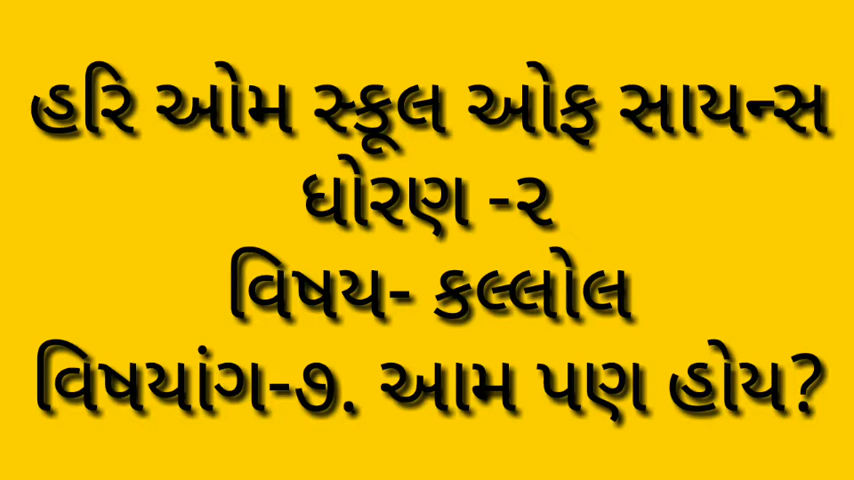 હરિ ઓમ સ્કૂલ ઓફ સાયન્સ
ધોરણ -૨
વિષય- કલ્લોલ
વિષયાંગ-૭. આમ પણ હોય?